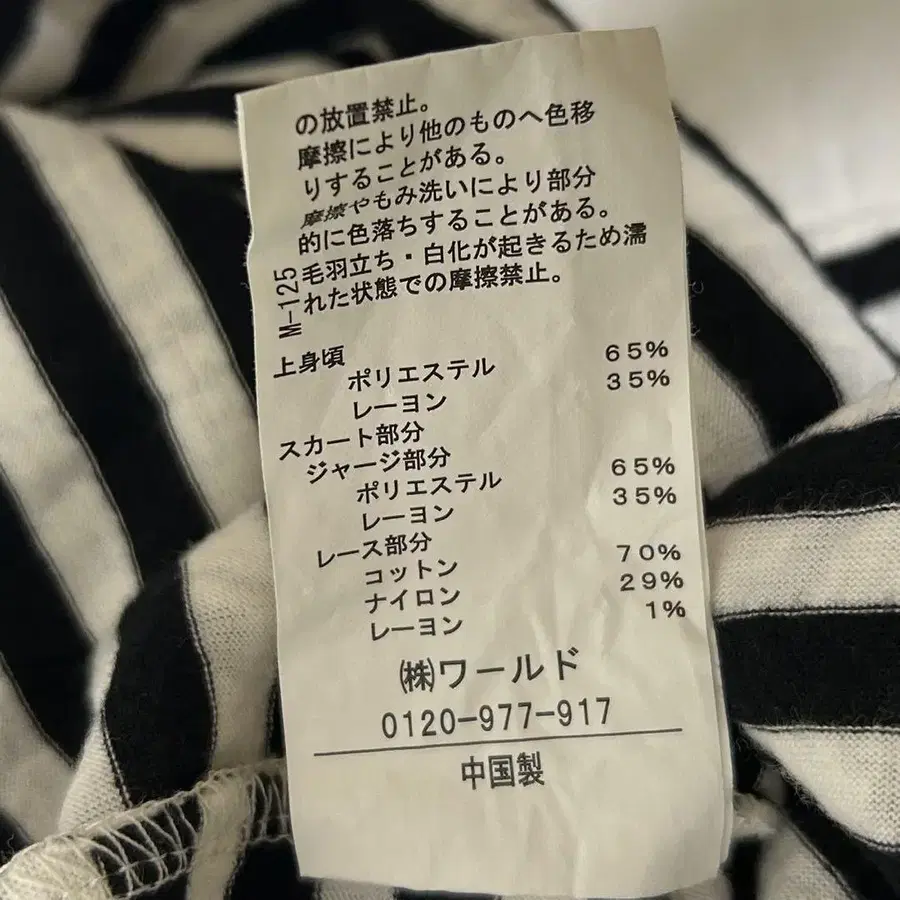 の放置禁止。
摩擦により他のものへ色移
りすることがある。
摩擦やもみ洗いにより部分
的に色落ちすることがある。
毛羽立ち・白化が起きるため濡
れた状態での摩擦禁止。
M-125
上身頃
ポリエステル 65%
レーヨン 35%
スカート部分
ジャージ部分
ポリエステル 65%
レーヨン 35%
レース部分
コットン 70%
ナイロン 29%
レーヨン 1%
㈱ワールド
0120-977-917
中国製